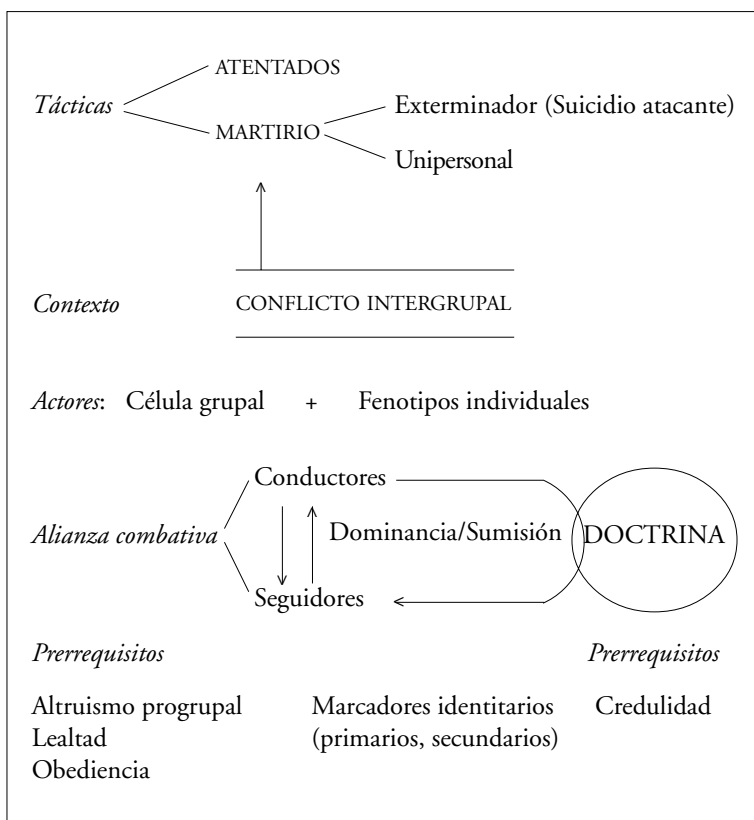 ATENTADOS
Tácticas
Exterminador (Suicidio atacante)
MARTIRIO
Unipersonal
Contexto CONFLICTO INTERGRUPAL
Actores: Célula grupal + Fenotipos individuales
Conductores
Alianza combativa Dominancia/Sumisión DOCTRINA
Seguidores
Prerrequisitos Prerrequisitos
Altruismo progrupal Marcadores identitarios Credulidad
Lealtad (primarios, secundarios)
Obediencia